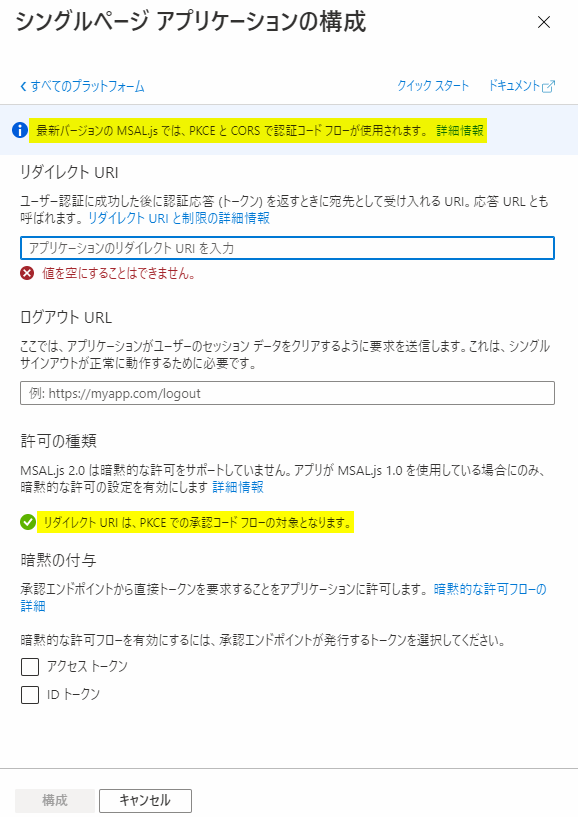 シングルページ アプリケーションの構成
すべてのプラットフォーム
クイック スタート
ドキュメント
最新バージョンの MSAL.js では、PKCE と CORS で認証コード フローが使用されます。 詳細情報
リダイレクト URI
ユーザー認証に成功した後に認証応答 (トークン) を返すときに宛先として受け入れる URI。応答 URL とも
呼ばれます。 リダイレクト URI と制限の詳細情報
アプリケーションのリダイレクト URI を入力
値を空にすることはできません。
ログアウト URL
ここでは、アプリケーションがユーザーのセッション データをクリアするように要求を送信します。これは、シングル
サインアウトが正常に動作するために必要です。
例: https://myapp.com/logout
許可の種類
MSAL.js 2.0 は暗黙的な許可をサポートしていません。アプリが MSAL.js 1.0 を使用している場合にのみ、
暗黙的な許可の設定を有効にします 詳細情報
リダイレクト URI は、PKCE での承認コード フローの対象となります。
暗黙の付与
承認エンドポイントから直接トークンを要求することをアプリケーションに許可します。 暗黙的な許可フローの
詳細
暗黙的な許可フローを有効にするには、承認エンドポイントが発行するトークンを選択してください。
アクセス トークン
ID トークン
構成
キャンセル